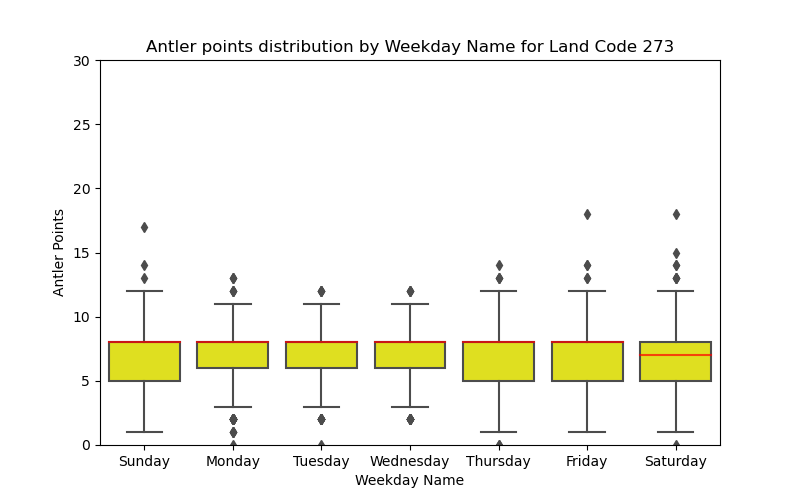 Antler points distribution by Weekday Name for Land Code 273
30
25
20
15
10
5
0
Antler Points
Sunday Monday Tuesday Wednesday Thursday Friday Saturday
Weekday Name